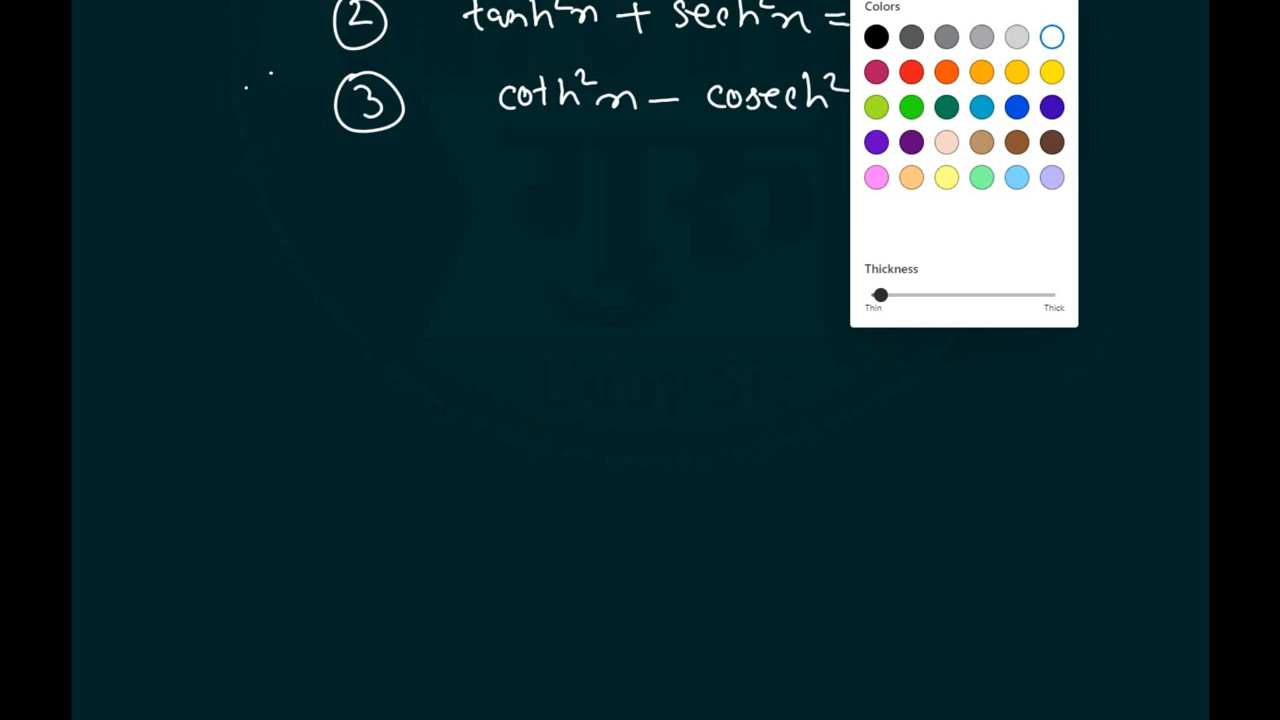 ② tanh²x + sech²x =
③ coth²x – cosech²
Colors
Thickness
Thin Thick